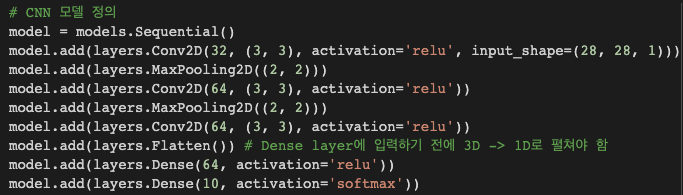 # CNN 모델 정의
model = models.Sequential()
model.add(layers.Conv2D(32, (3, 3), activation='relu', input_shape=(28, 28, 1)))
model.add(layers.MaxPooling2D((2, 2)))
model.add(layers.Conv2D(64, (3, 3), activation='relu'))
model.add(layers.MaxPooling2D((2, 2)))
model.add(layers.Conv2D(64, (3, 3), activation='relu'))
model.add(layers.Flatten()) # Dense layer에 입력하기 전에 3D -> 1D로 펼쳐야 함
model.add(layers.Dense(64, activation='relu'))
model.add(layers.Dense(10, activation='softmax'))